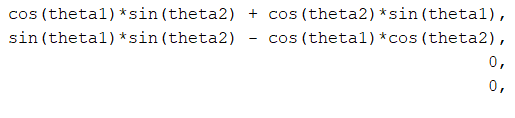 cos(theta1)*sin(theta2) + cos(theta2)*sin(theta1),
sin(theta1)*sin(theta2) - cos(theta1)*cos(theta2),
0,
0,